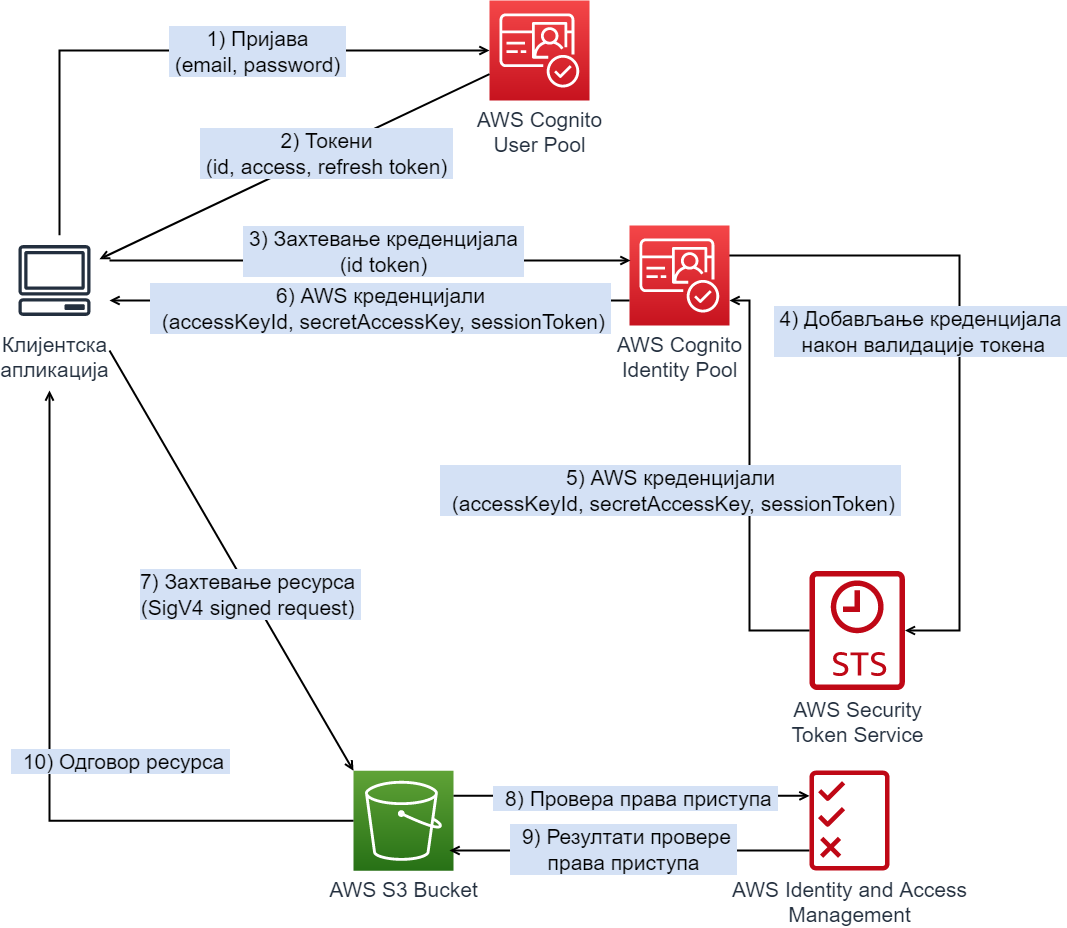 1) Пријава
(email, password)
AWS Cognito
User Pool
2) Токени
(id, access, refresh token)
3) Захтевање креденцијала
(id token)
6) AWS креденцијали
(accessKeyId, secretAccessKey, sessionToken)
4) Добављање креденцијала
након валидације токена
Клијентска
апликација
AWS Cognito
Identity Pool
5) AWS креденцијали
(accessKeyId, secretAccessKey, sessionToken)
7) Захтевање ресурса
(SigV4 signed request)
STS
AWS Security
Token Service
10) Одговор ресурса
8) Провера права приступа
9) Резултати провере
права приступа
AWS S3 Bucket
AWS Identity and Access
Management